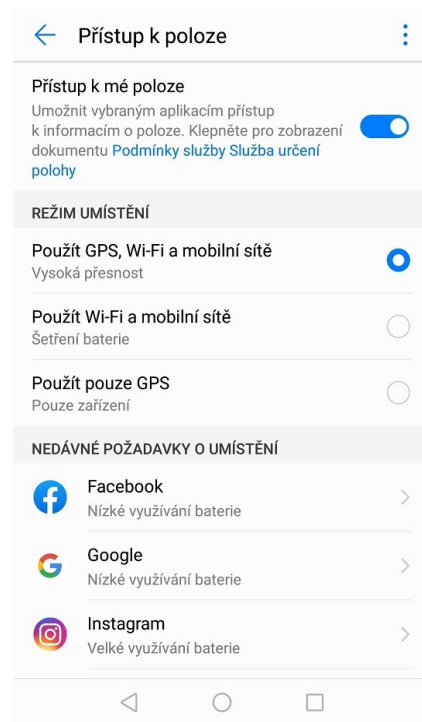 Přístup k poloze
Přístup k mé poloze
Umožnit vybraným aplikacím přístup
k informacím o poloze. Klepněte pro zobrazení
dokumentu Podmínky služby Služba určení
polohy
REŽIM UMÍSTĚNÍ
Použít GPS, Wi-Fi a mobilní sítě
Vysoká přesnost
Použít Wi-Fi a mobilní sítě
Šetření baterie
Použít pouze GPS
Pouze zařízení
NEDÁVNÉ POŽADAVKY O UMÍSTĚNÍ
Facebook
Nízké využívání baterie
Google
Nízké využívání baterie
Instagram
Velké využívání baterie